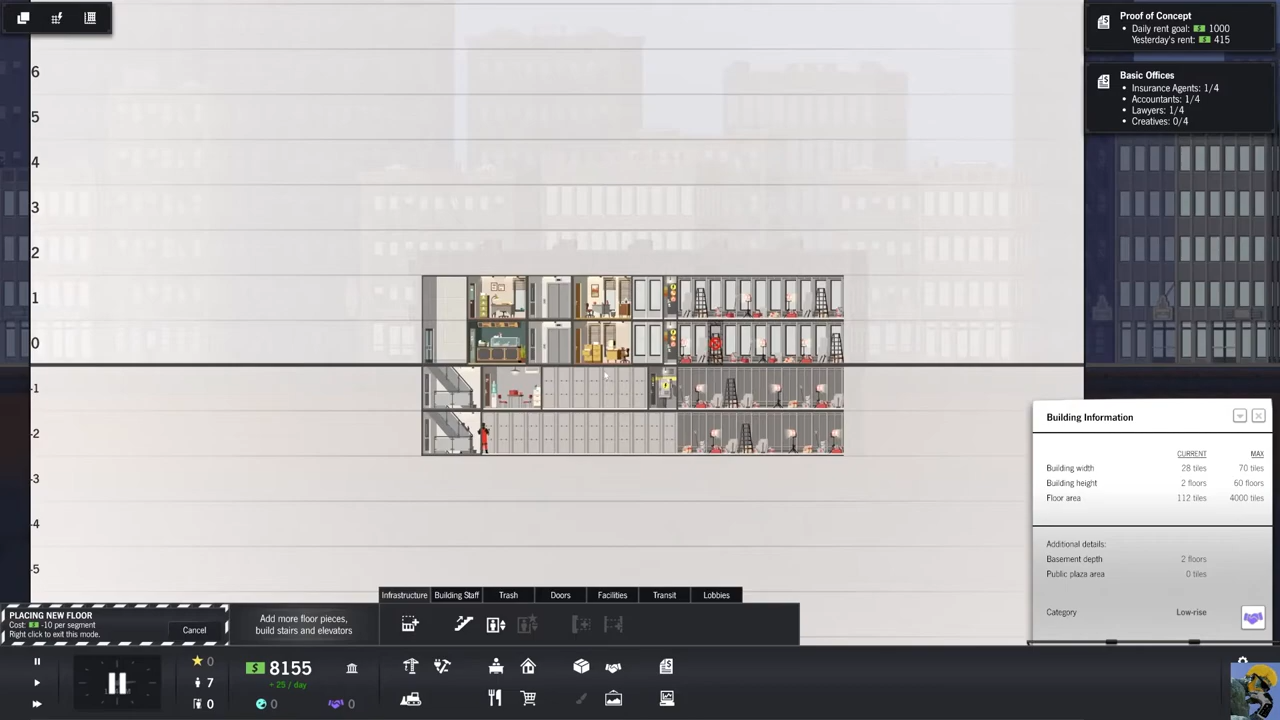 Proof of Concept
• Daily rent goal: 1000
Yesterday's rent: 415
Basic Offices
• Insurance Agents: 1/4
• Accountants: 1/4
• Lawyers: 1/4
• Creatives: 0/4
6
5
4
3
2
1
0
-1
-2
-3
-4
-5
Building Information
CURRENT MAX
Building width 28 tiles 70 tiles
Building height 2 floors 60 floors
Floor area 112 tiles 4000 tiles
Additional details:
Basement depth 2 floors
Public plaza area 0 tiles
Category Low-rise
Infrastructure Building Staff Trash Doors Facilities Transit Lobbies
PLACING NEW FLOOR
Cost: -10 per segment
Right click to exit this mode.
Cancel
Add more floor pieces,
build stairs and elevators
0
7
0
8155
+ 25 / day
0 0